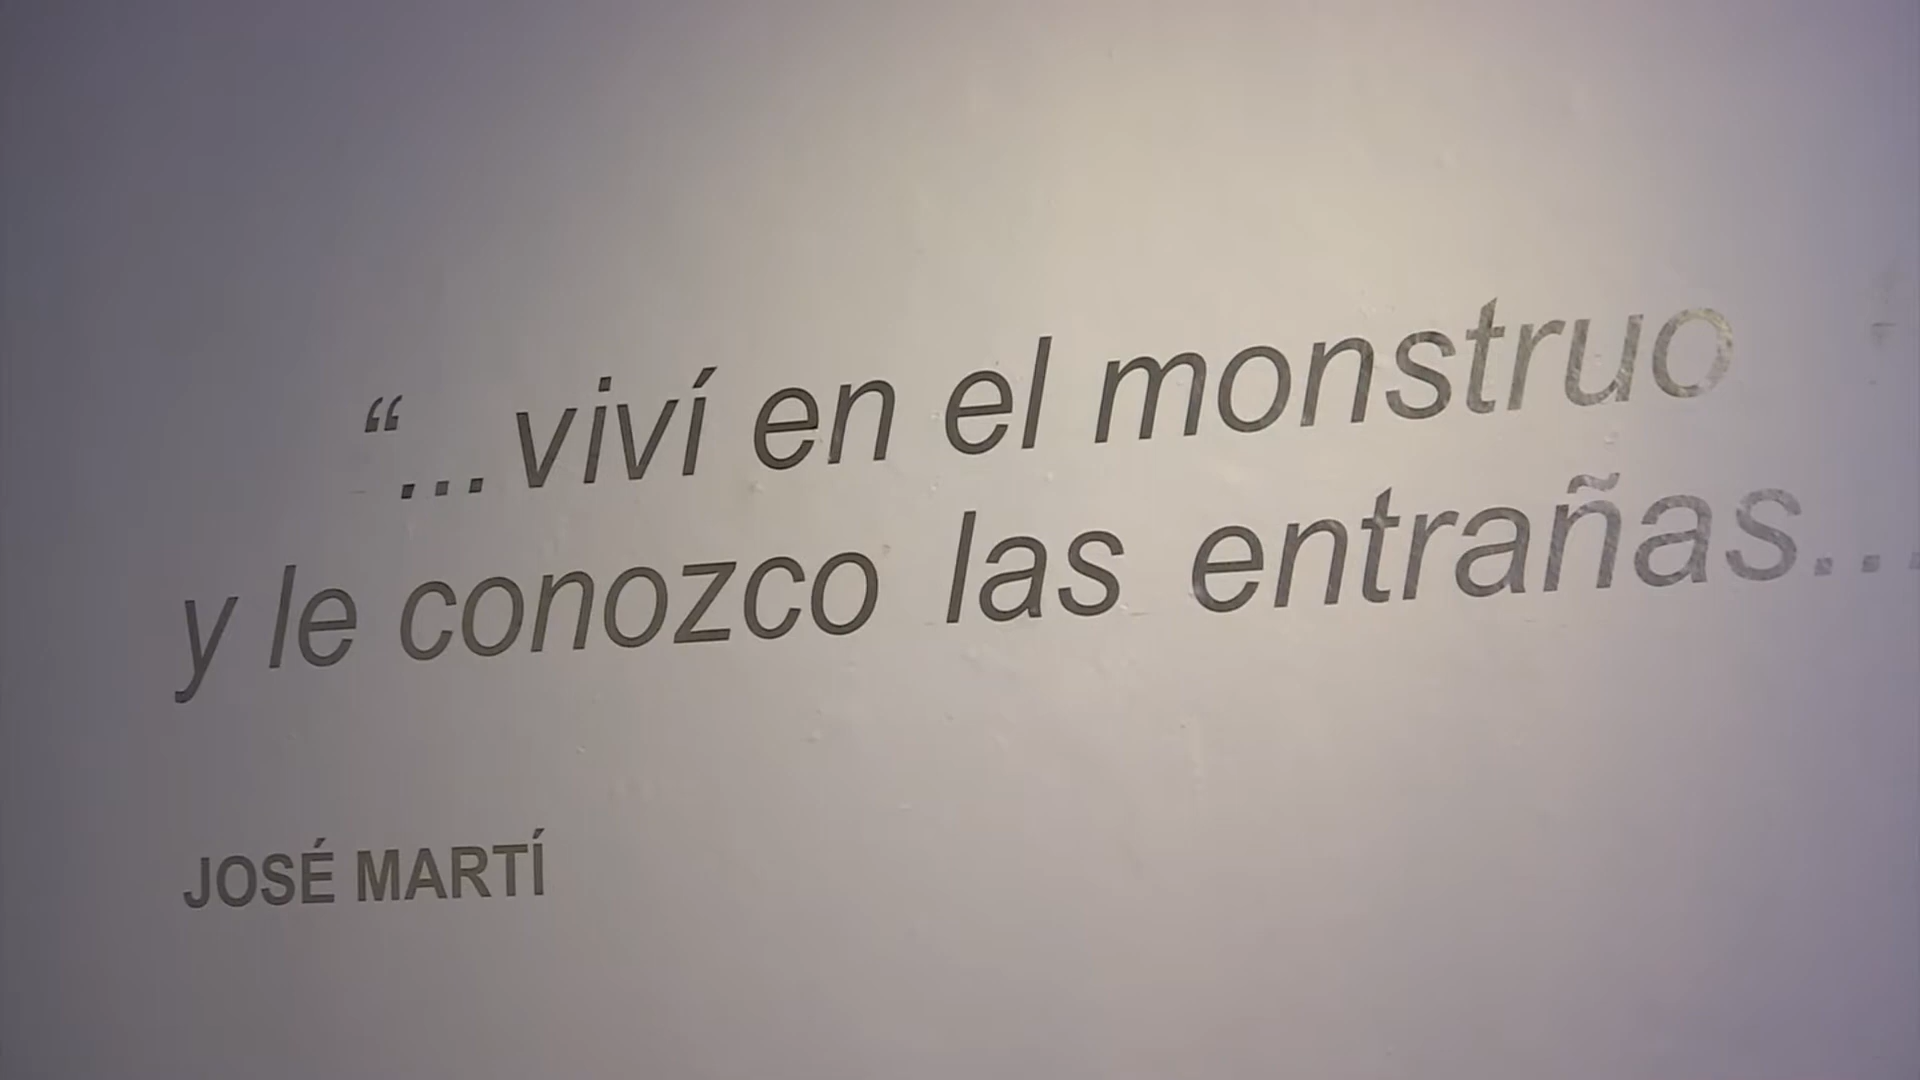 “...viví en el monstruo
y le conozco las entrañas...
JOSÉ MARTÍ